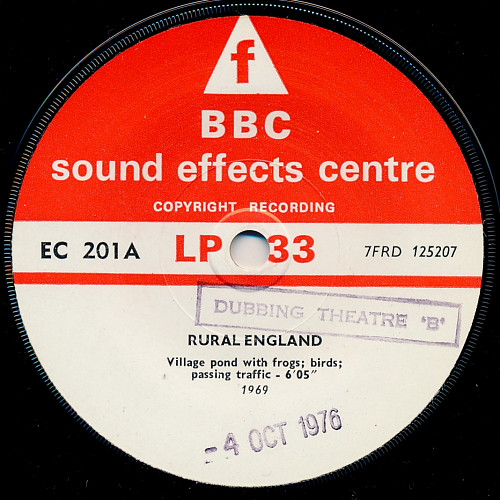 f
BBC
sound effects centre
COPYRIGHT RECORDING
EC 201A LP 33 7FRD 125207
DUBBING THEATRE 'B'
RURAL ENGLAND
Village pond with frogs; birds;
passing traffic - 6'05"
1969
-4 OCT 1976